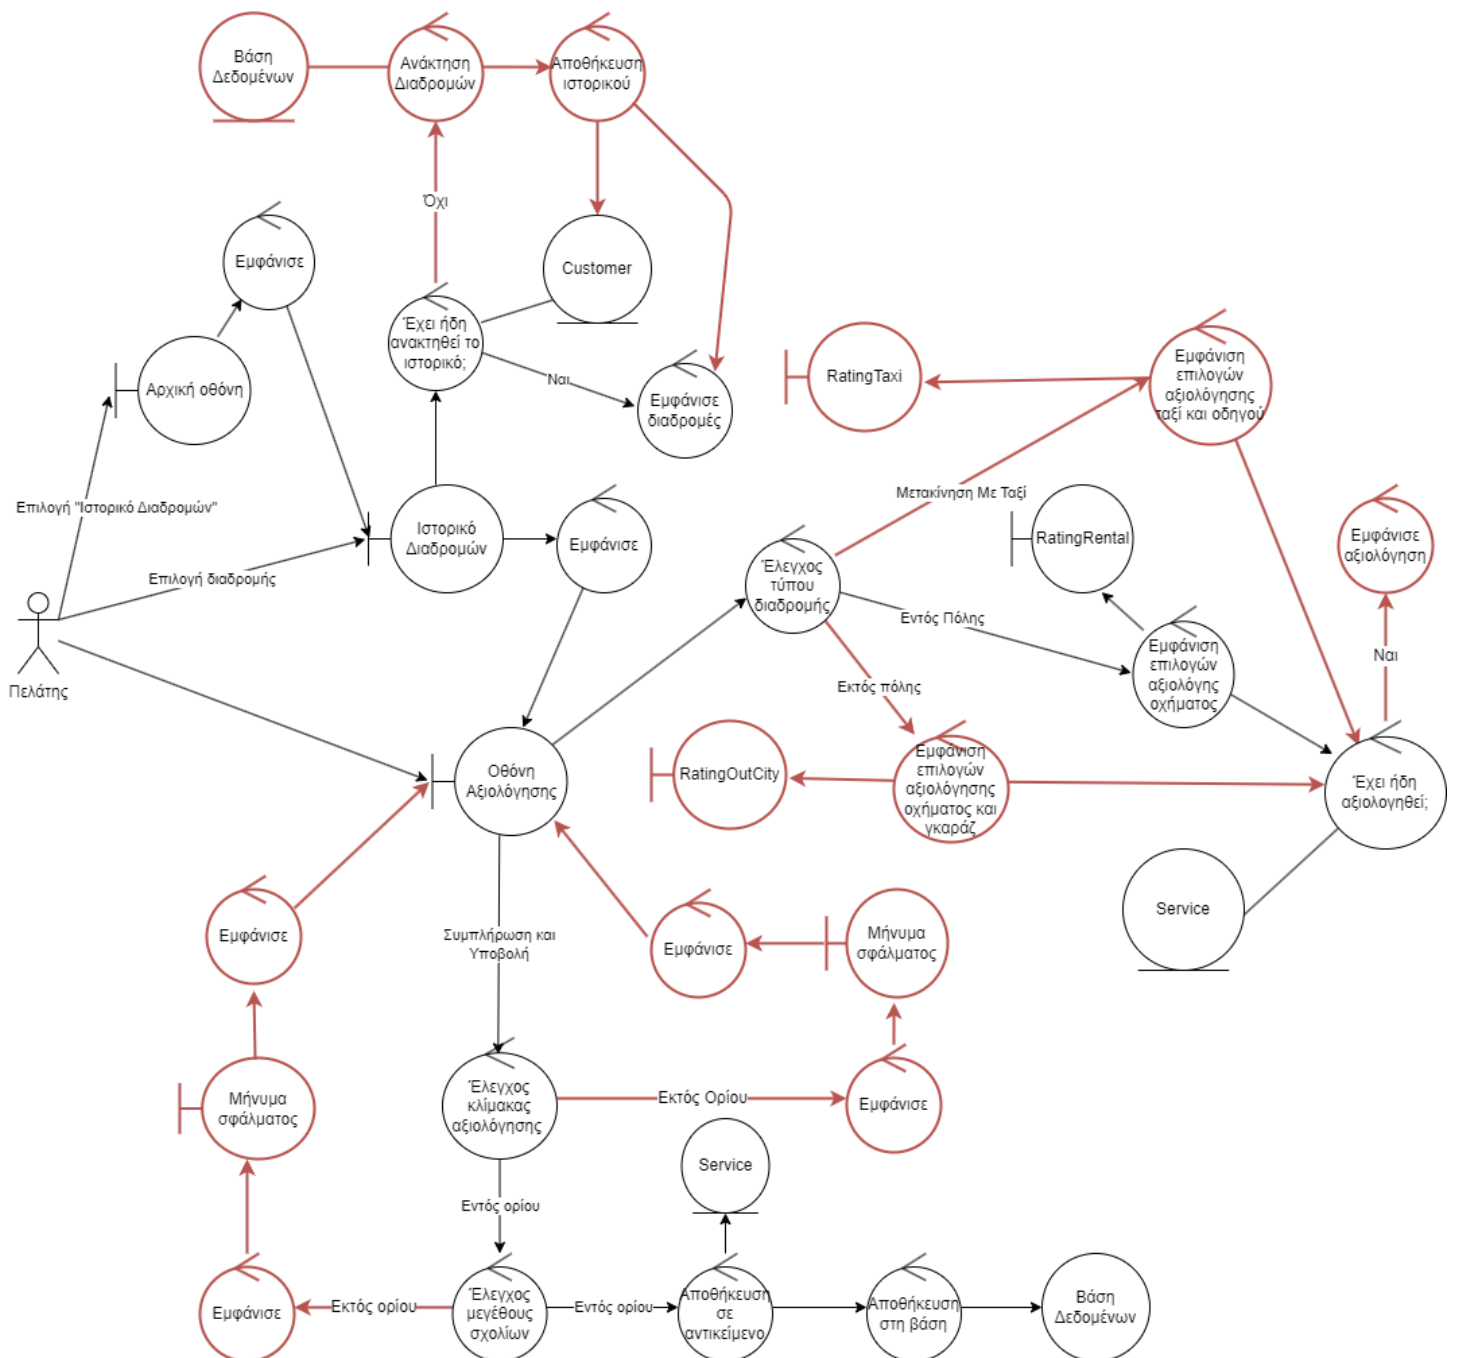 Βάση
Δεδομένων
Ανάκτηση
Διαδρομών
Αποθήκευση
ιστορικού
Όχι
Εμφάνισε
Customer
Έχει ήδη
ανακτηθεί το
ιστορικό;
Ναι
Εμφάνισε
διαδρομές
Αρχική οθόνη
RatingTaxi
Εμφάνιση
επιλογών
αξιολόγησης
ταξί και οδηγού
Επιλογή "Ιστορικό Διαδρομών"
Μετακίνηση Με Ταξί
Ιστορικό
Διαδρομών
Εμφάνισε
RatingRental
Εμφάνισε
αξιολόγηση
Επιλογή διαδρομής
Έλεγχος
τύπου
διαδρομής
Εντός Πόλης
Πελάτης
Εκτός πόλης
Εμφάνιση
επιλογών
αξιολόγης
οχήματος
Ναι
Οθόνη
Αξιολόγησης
RatingOutCity
Εμφάνιση
επιλογών
αξιολόγησης
οχήματος και
γκαράζ
Έχει ήδη
αξιολογηθεί;
Service
Εμφάνισε
Συμπλήρωση και
Υποβολή
Εμφάνισε
Μήνυμα
σφάλματος
Μήνυμα
σφάλματος
Έλεγχος
κλίμακας
αξιολόγησης
Εκτός Ορίου
Εμφάνισε
Service
Εντός ορίου
Εμφάνισε
Εκτός ορίου
Έλεγχος
μεγέθους
σχολίων
Εντός ορίου
Αποθήκευση
σε
αντικείμενο
Αποθήκευση
στη βάση
Βάση
Δεδομένων